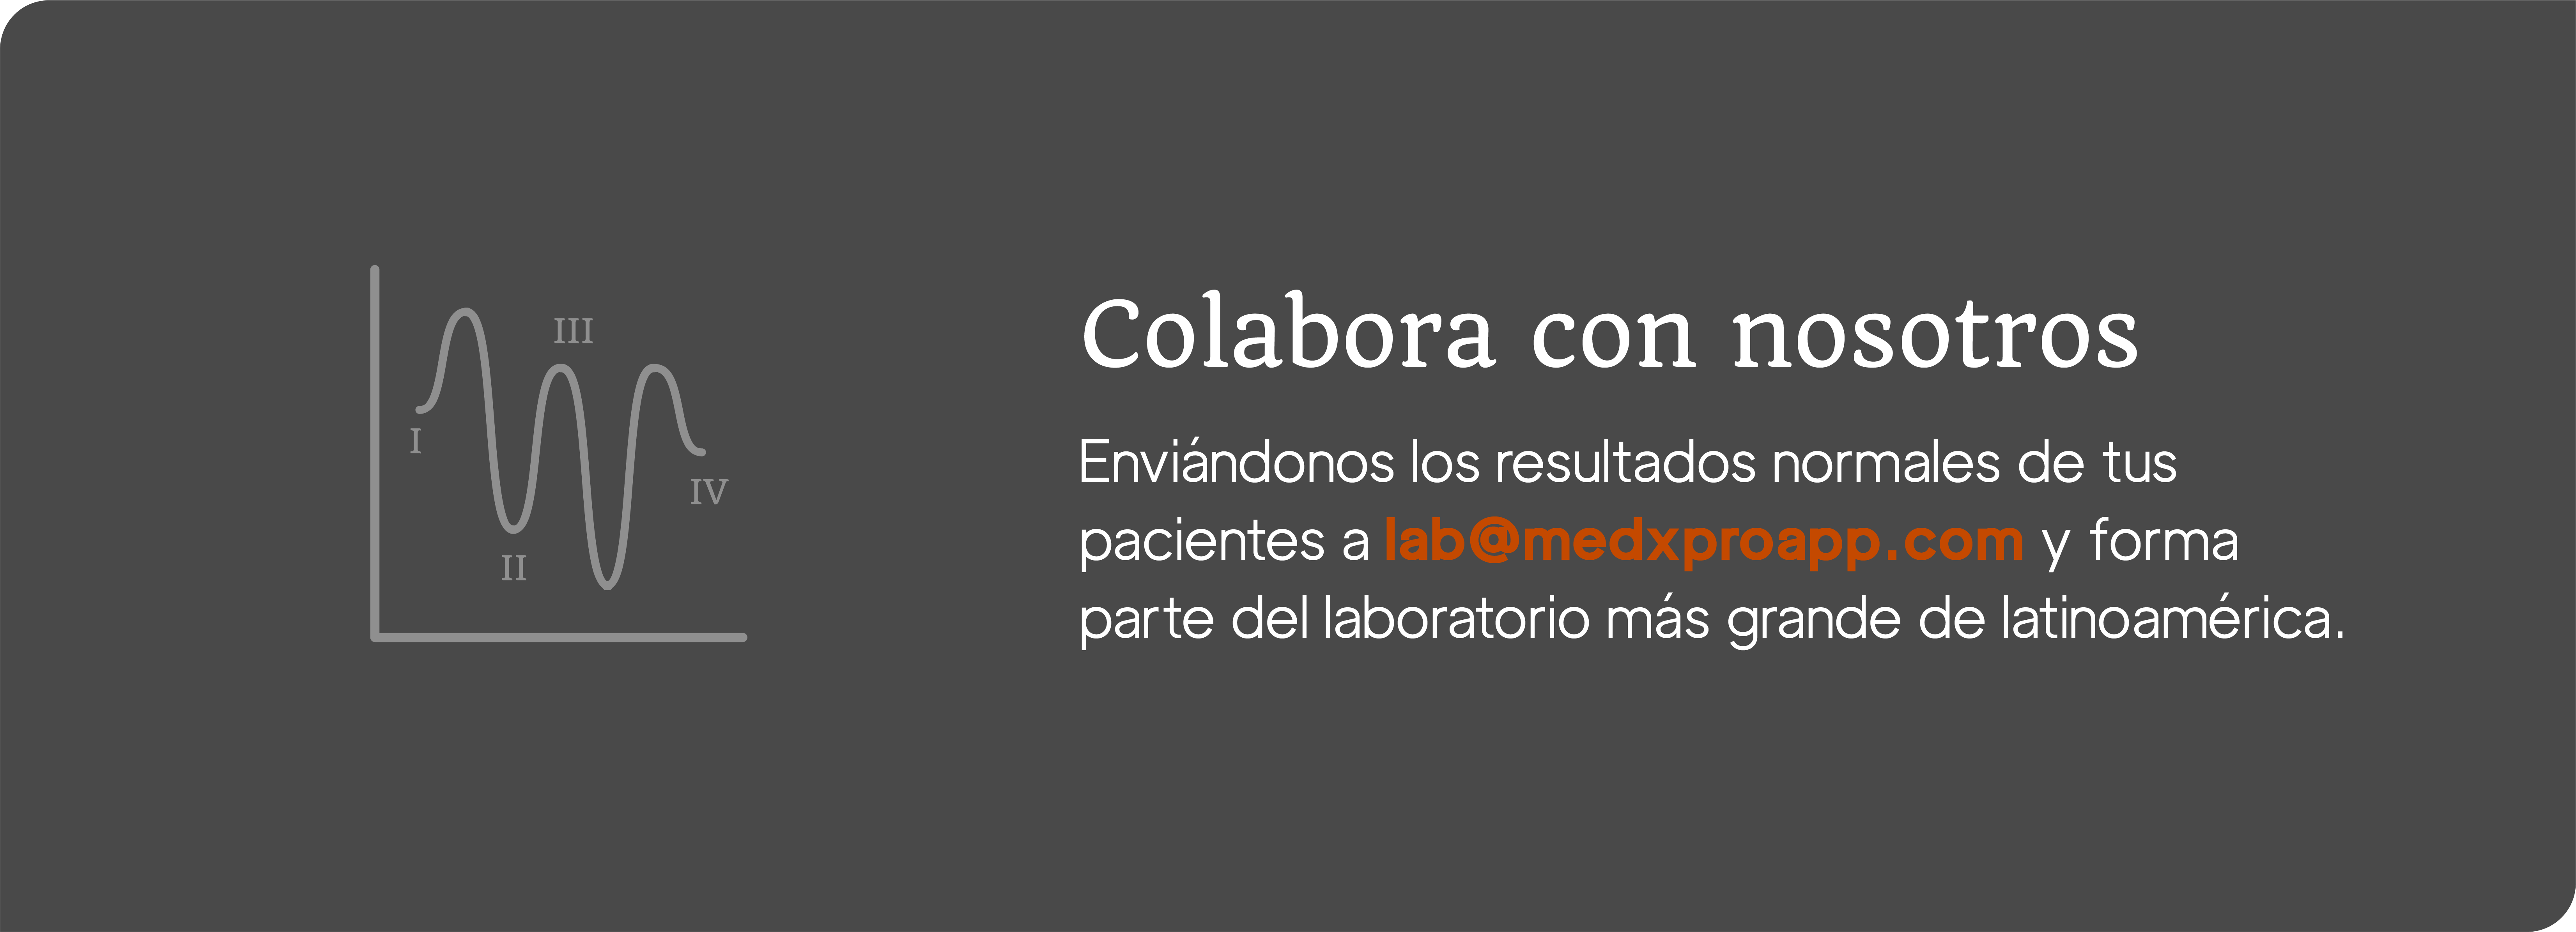 I
II
III
IV
Colabora con nosotros
Enviándonos los resultados normales de tus
pacientes a lab@medxproapp.com y forma
parte del laboratorio más grande de latinoamérica.